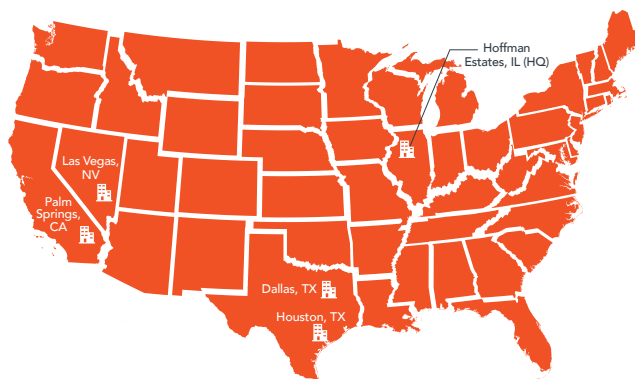 Hoffman
Estates, IL (HQ)
Las Vegas,
NV
Palm
Springs,
CA
Dallas, TX
Houston, TX